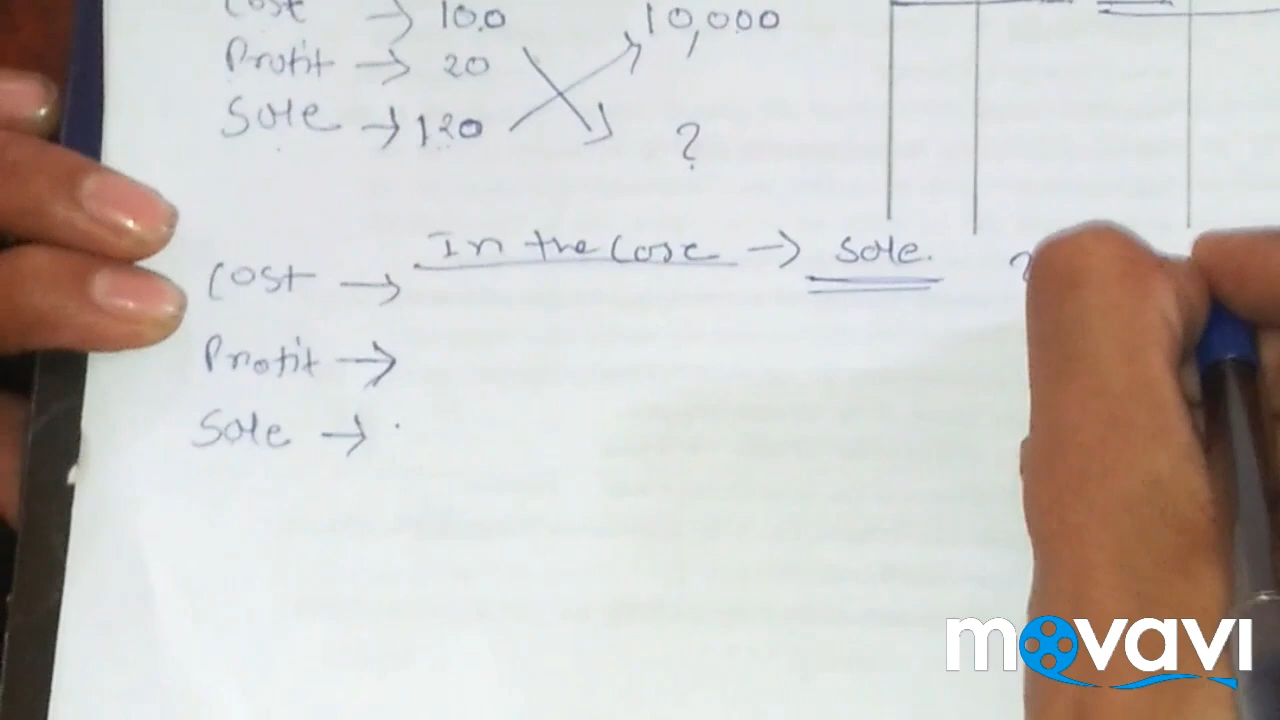 Cost → 100 10,000
Profit → 20
Sale → 120 ?
In the Case → Sale.
Cost →
Profit →
Sale →
movavi